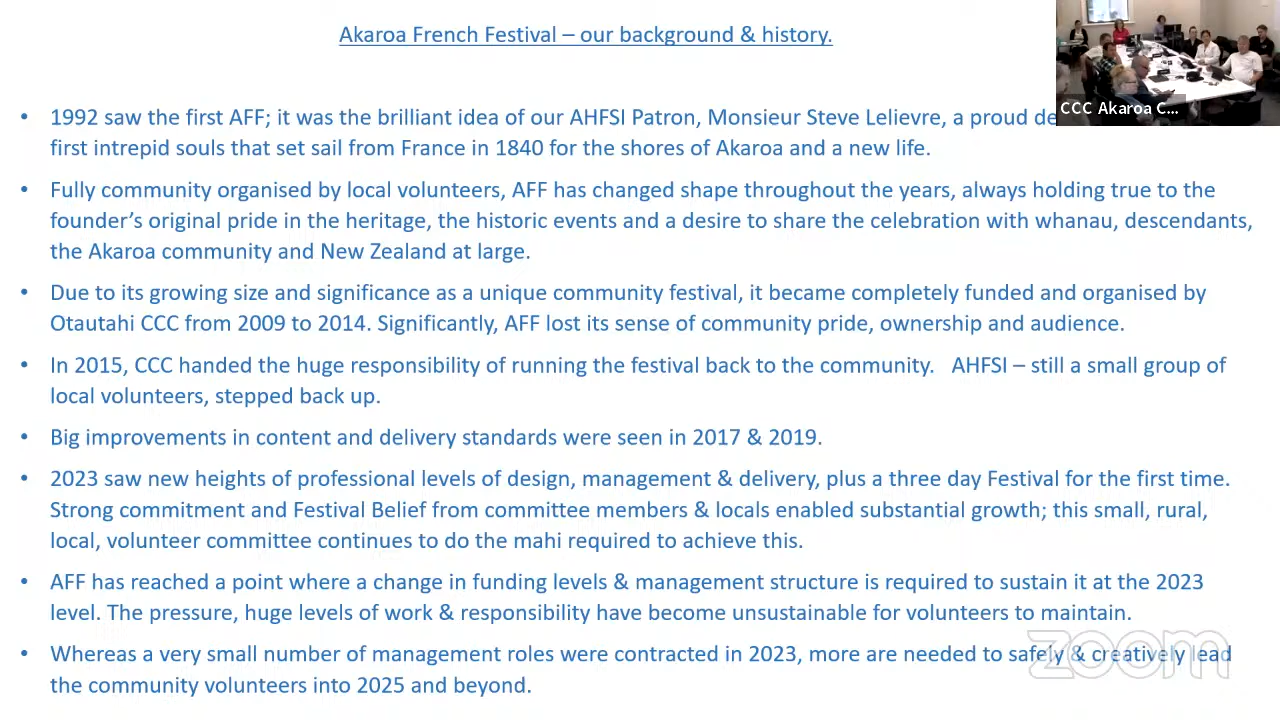 Akaroa French Festival – our background & history.
CCC Akaroa C...
• 1992 saw the first AFF; it was the brilliant idea of our AHFSI Patron, Monsieur Steve Lelievre, a proud
first intrepid souls that set sail from France in 1840 for the shores of Akaroa and a new life.
• Fully community organised by local volunteers, AFF has changed shape throughout the years, always holding true to the
founder’s original pride in the heritage, the historic events and a desire to share the celebration with whanau, descendants,
the Akaroa community and New Zealand at large.
• Due to its growing size and significance as a unique community festival, it became completely funded and organised by
Otautahi CCC from 2009 to 2014. Significantly, AFF lost its sense of community pride, ownership and audience.
• In 2015, CCC handed the huge responsibility of running the festival back to the community.   AHFSI – still a small group of
local volunteers, stepped back up.
• Big improvements in content and delivery standards were seen in 2017 & 2019.
• 2023 saw new heights of professional levels of design, management & delivery, plus a three day Festival for the first time.
Strong commitment and Festival Belief from committee members & locals enabled substantial growth; this small, rural,
local, volunteer committee continues to do the mahi required to achieve this.
• AFF has reached a point where a change in funding levels & management structure is required to sustain it at the 2023
level. The pressure, huge levels of work & responsibility have become unsustainable for volunteers to maintain.
• Whereas a very small number of management roles were contracted in 2023, more are needed to safely & creatively lead
the community volunteers into 2025 and beyond.
zoom